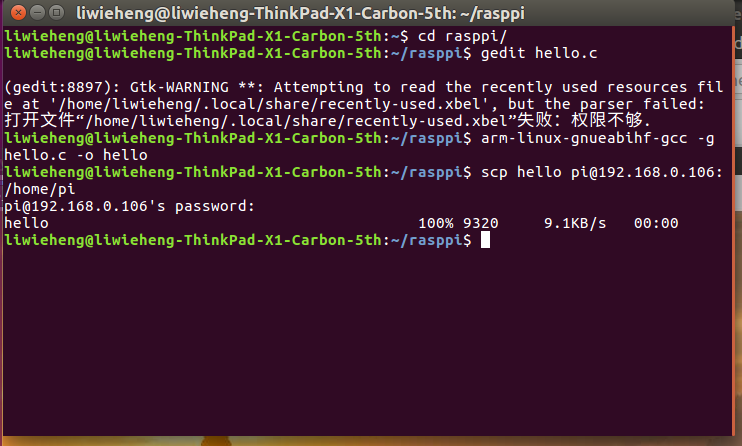 liwieheng@liwieheng-ThinkPad-X1-Carbon-5th: ~/rasppi
liwieheng@liwieheng-ThinkPad-X1-Carbon-5th:~$ cd rasppi/
liwieheng@liwieheng-ThinkPad-X1-Carbon-5th:~/rasppi$ gedit hello.c
(gedit:8897): Gtk-WARNING **: Attempting to read the recently used resources fil
e at '/home/liwieheng/.local/share/recently-used.xbel', but the parser failed:
打开文件“/home/liwieheng/.local/share/recently-used.xbel”失败：权限不够.
liwieheng@liwieheng-ThinkPad-X1-Carbon-5th:~/rasppi$ arm-linux-gnueabihf-gcc -g
hello.c -o hello
liwieheng@liwieheng-ThinkPad-X1-Carbon-5th:~/rasppi$ scp hello pi@192.168.0.106:
/home/pi
pi@192.168.0.106's password:
hello 100% 9320 9.1KB/s 00:00
liwieheng@liwieheng-ThinkPad-X1-Carbon-5th:~/rasppi$